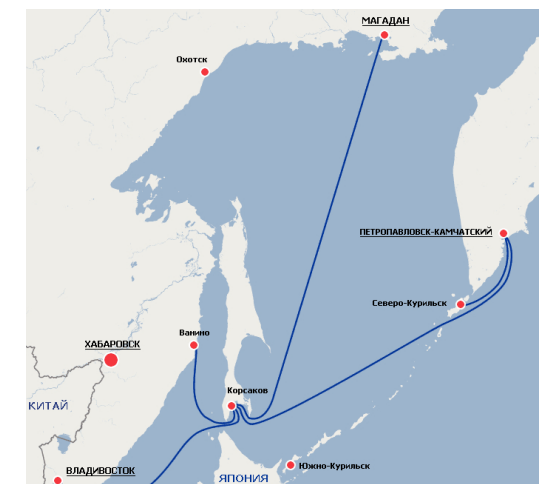 МАГАДАН
Охотск
ПЕТРОПАВЛОВСК-КАМЧАТСКИЙ
Северо-Курильск
Ванино
ХАБАРОВСК
Корсаков
КИТАЙ
Южно-Курильск
ВЛАДИВОСТОК
ЯПОНИЯ